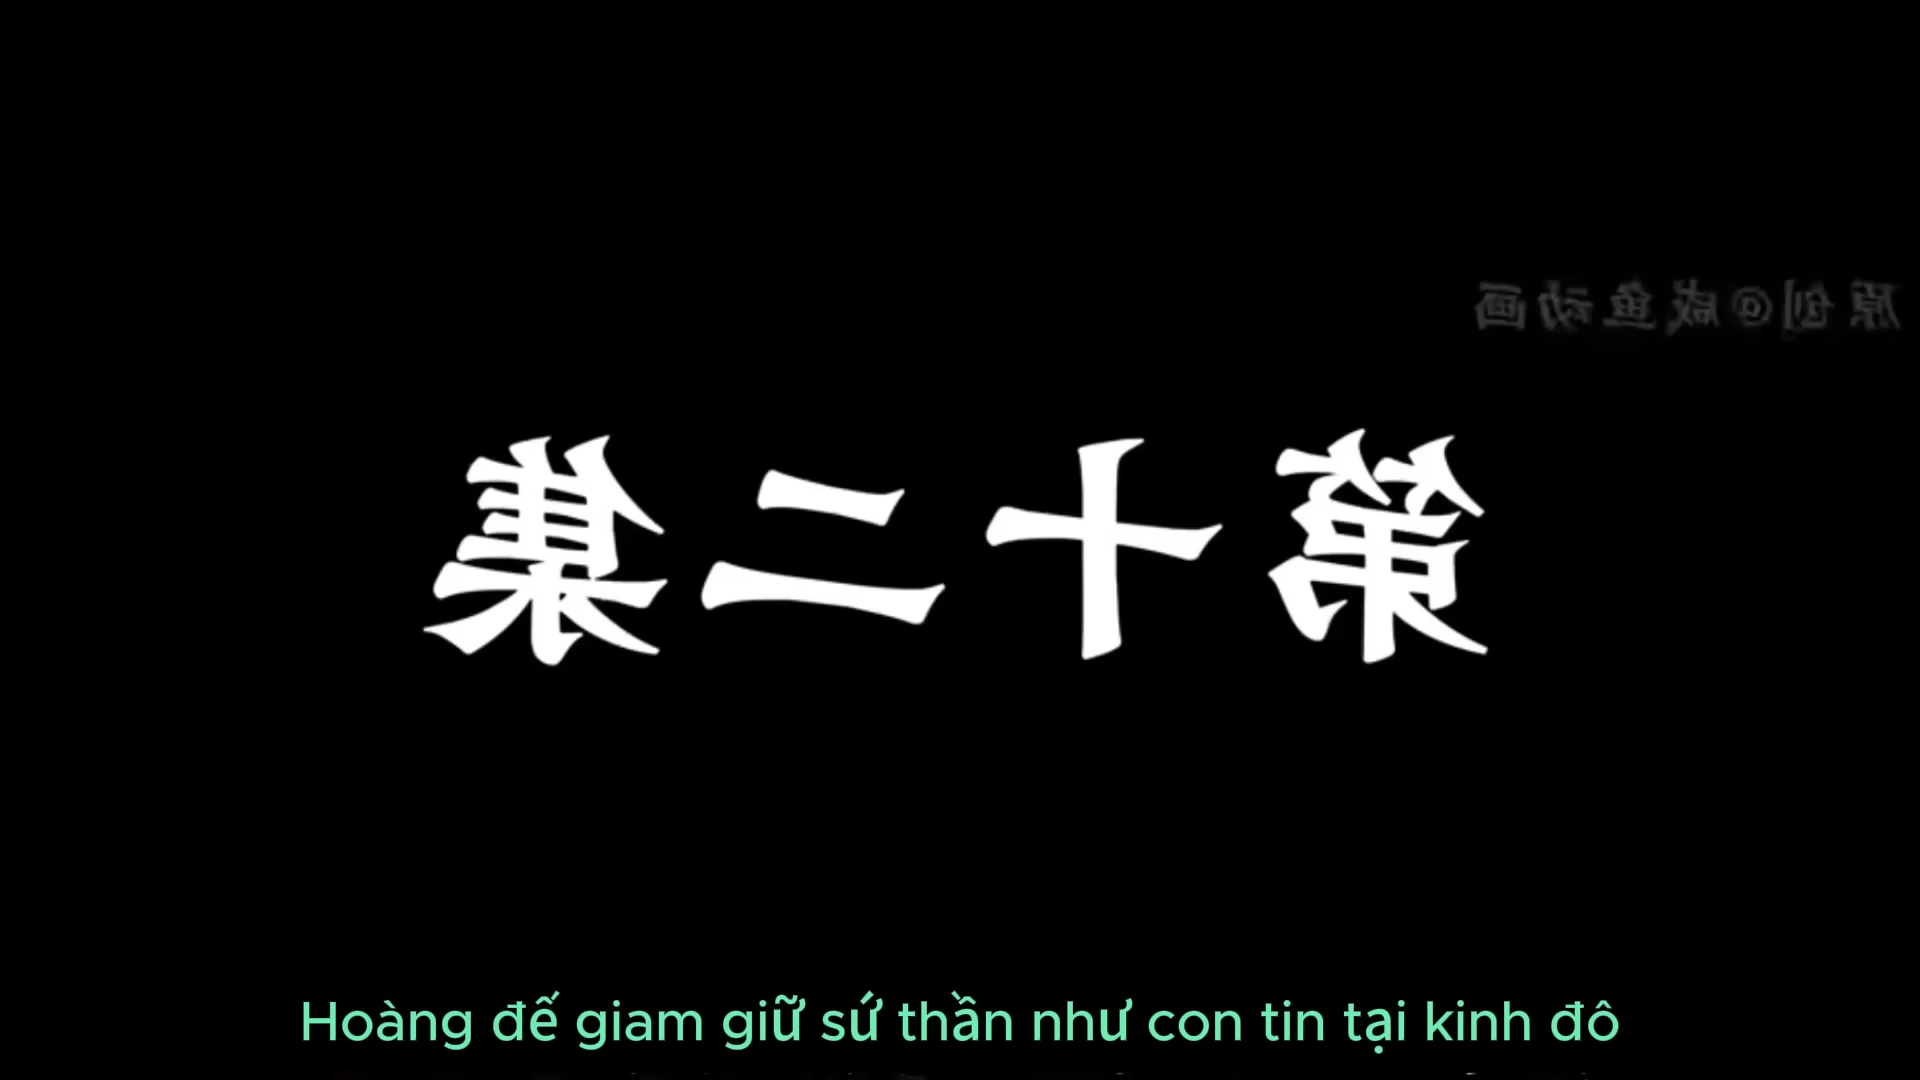 原创@咸鱼动画
第十二集
Hoàng đế giam giữ sứ thần như con tin tại kinh đô